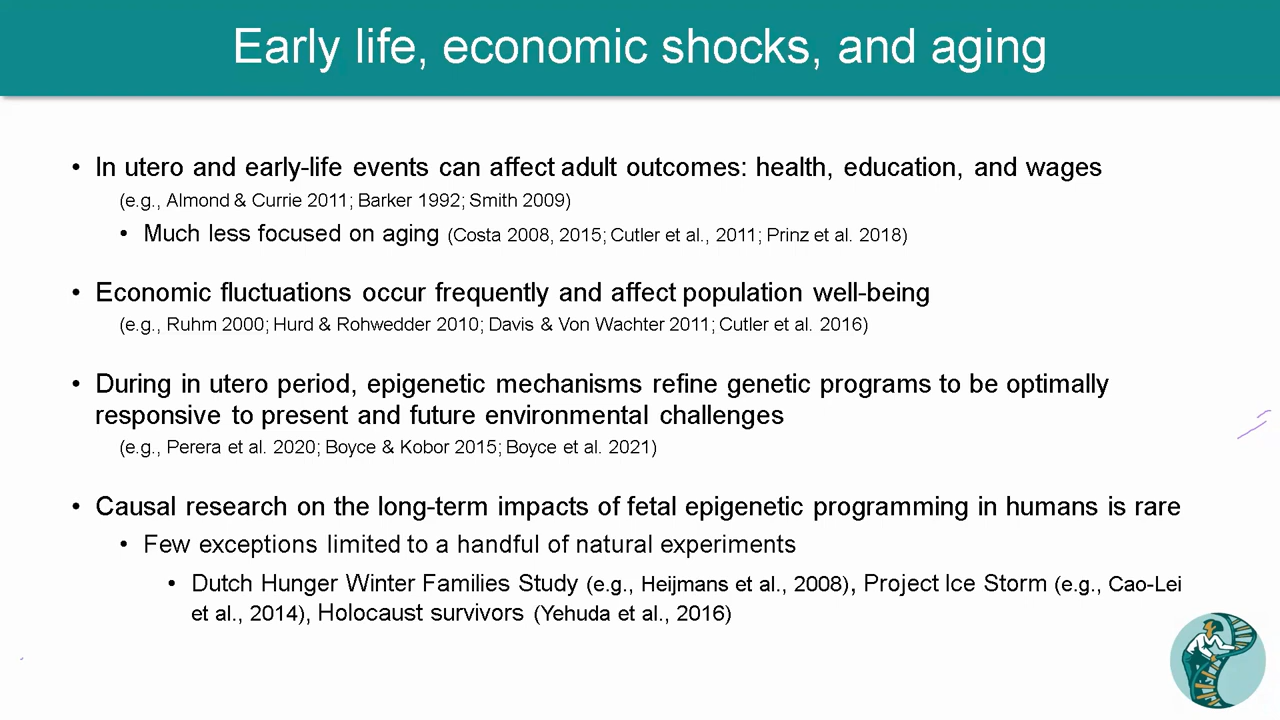 Early life, economic shocks, and aging
• In utero and early-life events can affect adult outcomes: health, education, and wages
(e.g., Almond & Currie 2011; Barker 1992; Smith 2009)
• Much less focused on aging (Costa 2008, 2015; Cutler et al., 2011; Prinz et al. 2018)
• Economic fluctuations occur frequently and affect population well-being
(e.g., Ruhm 2000; Hurd & Rohwedder 2010; Davis & Von Wachter 2011; Cutler et al. 2016)
• During in utero period, epigenetic mechanisms refine genetic programs to be optimally
responsive to present and future environmental challenges
(e.g., Perera et al. 2020; Boyce & Kobor 2015; Boyce et al. 2021)
• Causal research on the long-term impacts of fetal epigenetic programming in humans is rare
• Few exceptions limited to a handful of natural experiments
• Dutch Hunger Winter Families Study (e.g., Heijmans et al., 2008), Project Ice Storm (e.g., Cao-Lei
et al., 2014), Holocaust survivors (Yehuda et al., 2016)